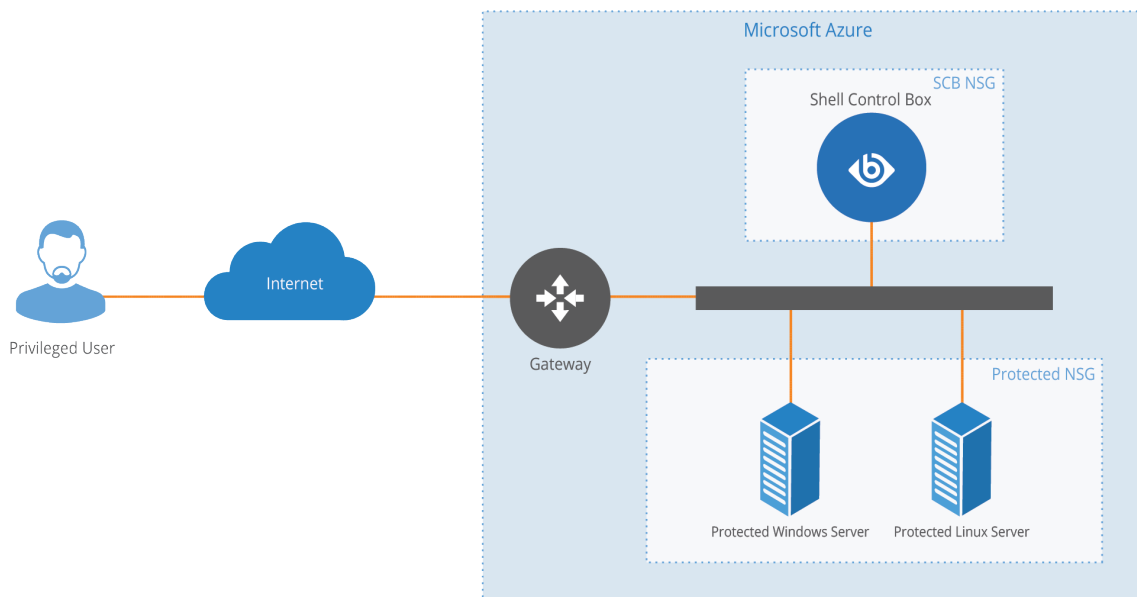 Microsoft Azure
SCB NSG
Shell Control Box
Internet
Privileged User
Gateway
Protected NSG
Protected Windows Server
Protected Linux Server